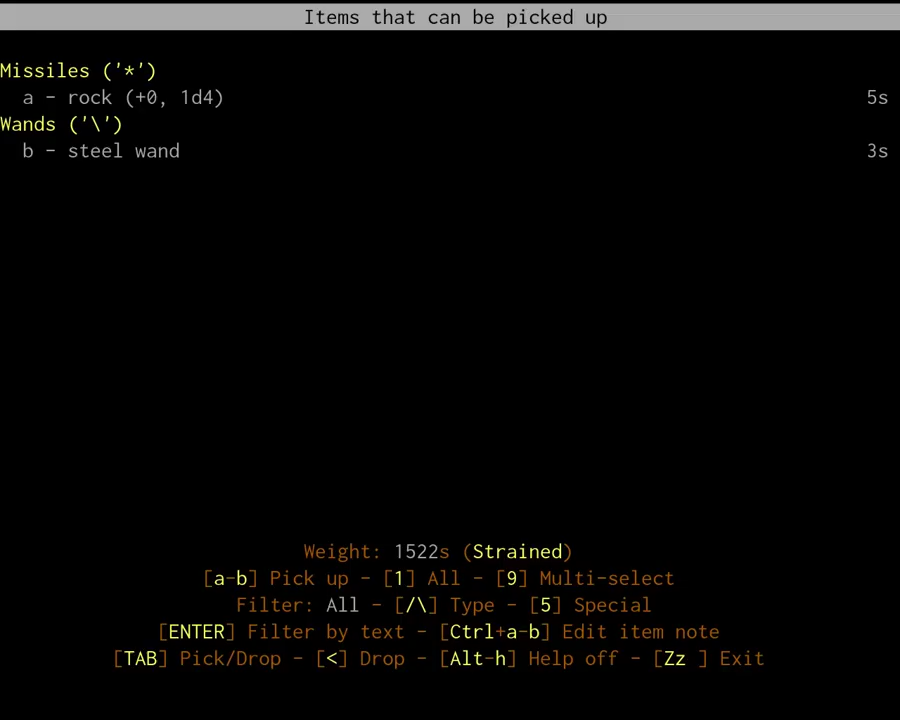 Items that can be picked up
Missiles ('*')
a - rock (+0, 1d4) 5s
Wands ('\')
b - steel wand 3s
Weight: 1522s (Strained)
[a-b] Pick up - [1] All - [9] Multi-select
Filter: All - [/\] Type - [5] Special
[ENTER] Filter by text - [Ctrl+a-b] Edit item note
[TAB] Pick/Drop - [<] Drop - [Alt-h] Help off - [Zz ] Exit